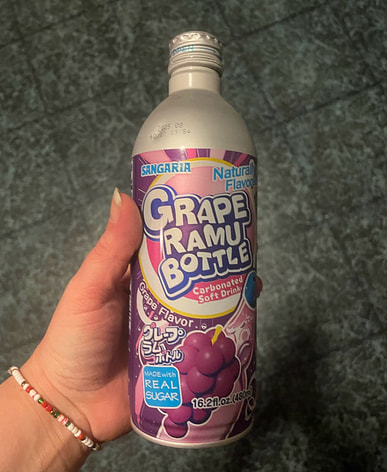 SANGARIA
Natural
Flavor
GRAPE
RAMU
BOTTLE
Carbonated
Soft Drink
Grape Flavor
グレープ
ラム
ボトル
MADE with
REAL
SUGAR
16.2fl.oz.